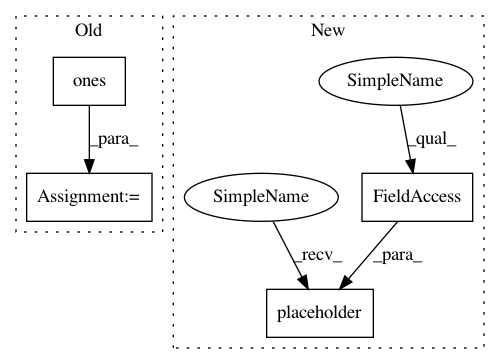 Old
New
ones
SimpleName
_para_
_qual_
Assignment:=
SimpleName
FieldAccess
_recv_
_para_
placeholder